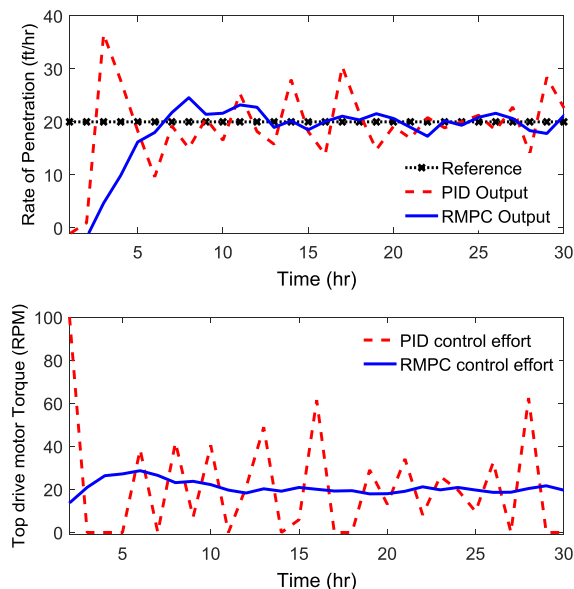 Rate of Penetration (ft/hr)
40
30
20
10
0
Reference
PID Output
RMPC Output
5
10
15
20
25
30
Time (hr)
Top drive motor Torque (RPM)
100
80
60
40
20
0
PID control effort
RMPC control effort
5
10
15
20
25
30
Time (hr)